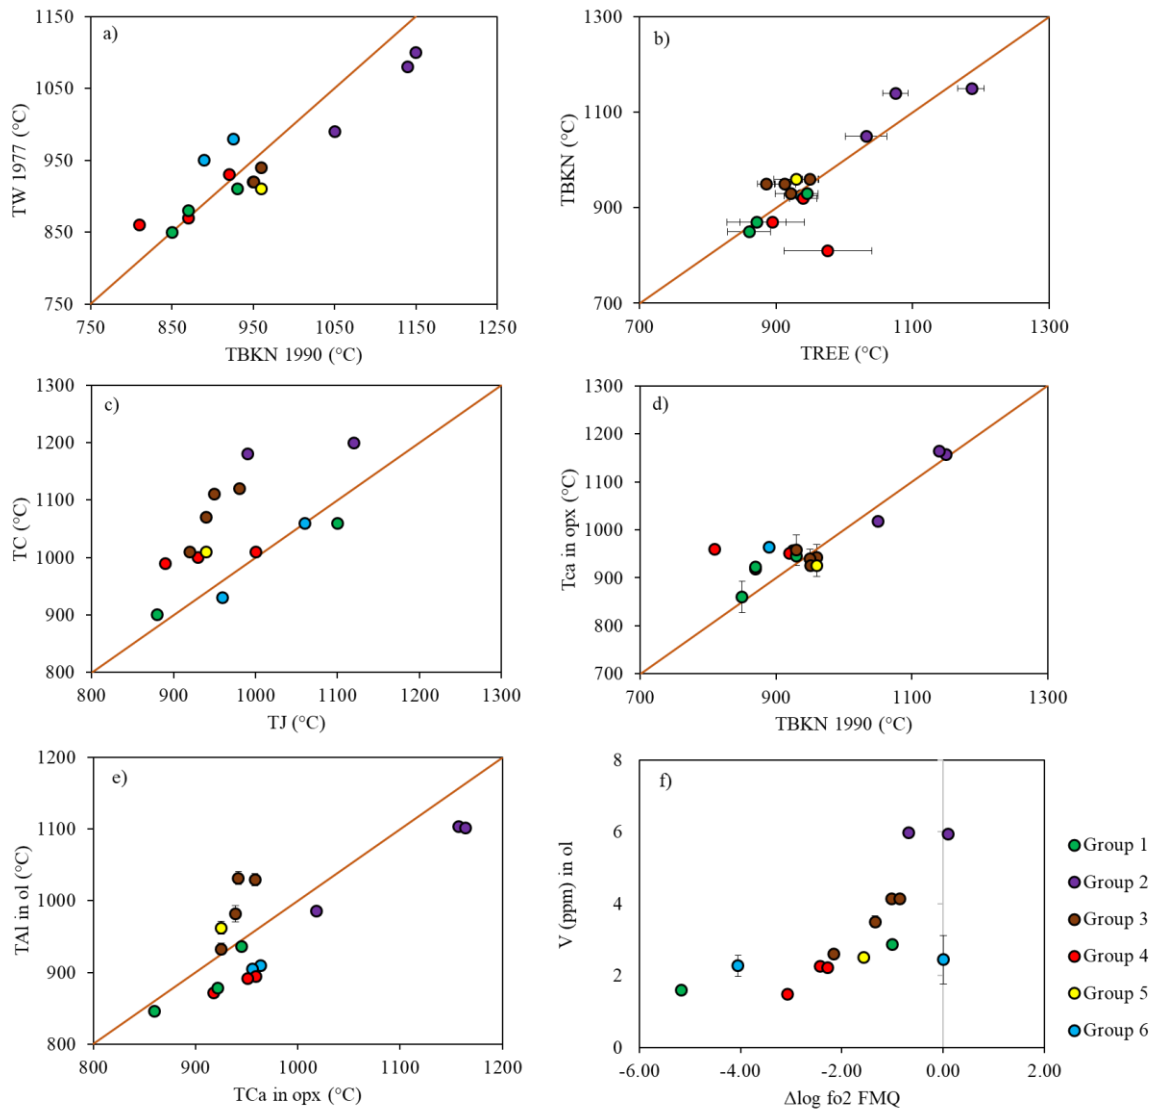 a)
TW 1977 (°C)
1150
1050
950
850
750
750 850 950 1050 1150 1250
TBKN 1990 (°C)
b)
TBKN (°C)
1300
1100
900
700
700 900 1100 1300
TREE (°C)
c)
TC (°C)
1300
1200
1100
1000
900
800
800 900 1000 1100 1200 1300
TJ (°C)
d)
Tca in opx (°C)
1300
1200
1100
1000
900
800
700
700 900 1100 1300
TBKN 1990 (°C)
e)
TAl in ol (°C)
1200
1100
1000
900
800
800 900 1000 1100 1200
TCa in opx (°C)
f)
V (ppm) in ol
8
6
4
2
0
-6.00 -4.00 -2.00 0.00 2.00
Δlog fo2 FMQ
Group 1
Group 2
Group 3
Group 4
Group 5
Group 6